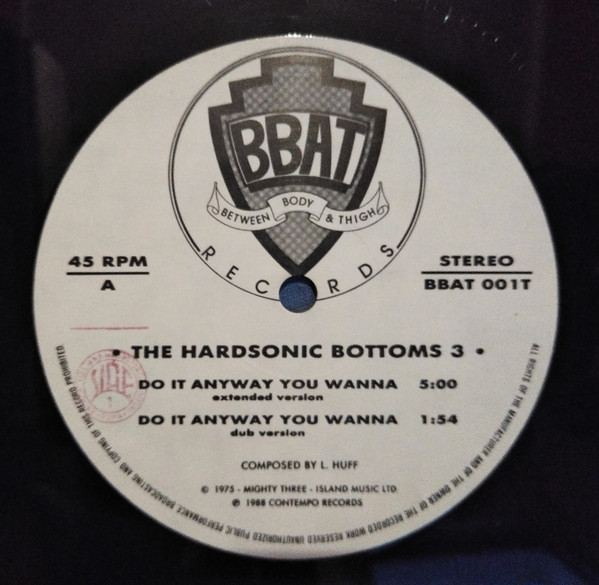 BBAT
BETWEEN BODY & THIGH
RECORDS
45 RPM
A
STEREO
BBAT 001T
• THE HARDSONIC BOTTOMS 3 •
DO IT ANYWAY YOU WANNA 5:00
extended version
DO IT ANYWAY YOU WANNA 1:54
dub version
COMPOSED BY L. HUFF
© 1975 - MIGHTY THREE - ISLAND MUSIC LTD
℗ 1988 CONTEMPO RECORDS
ALL RIGHTS OF THE MANUFACTURER AND OF THE OWNER OF THE RECORDED WORK RESERVED UNAUTHORIZED PUBLIC PERFORMANCE BROADCASTING AND COPYING OF THIS RECORD PROHIBITED